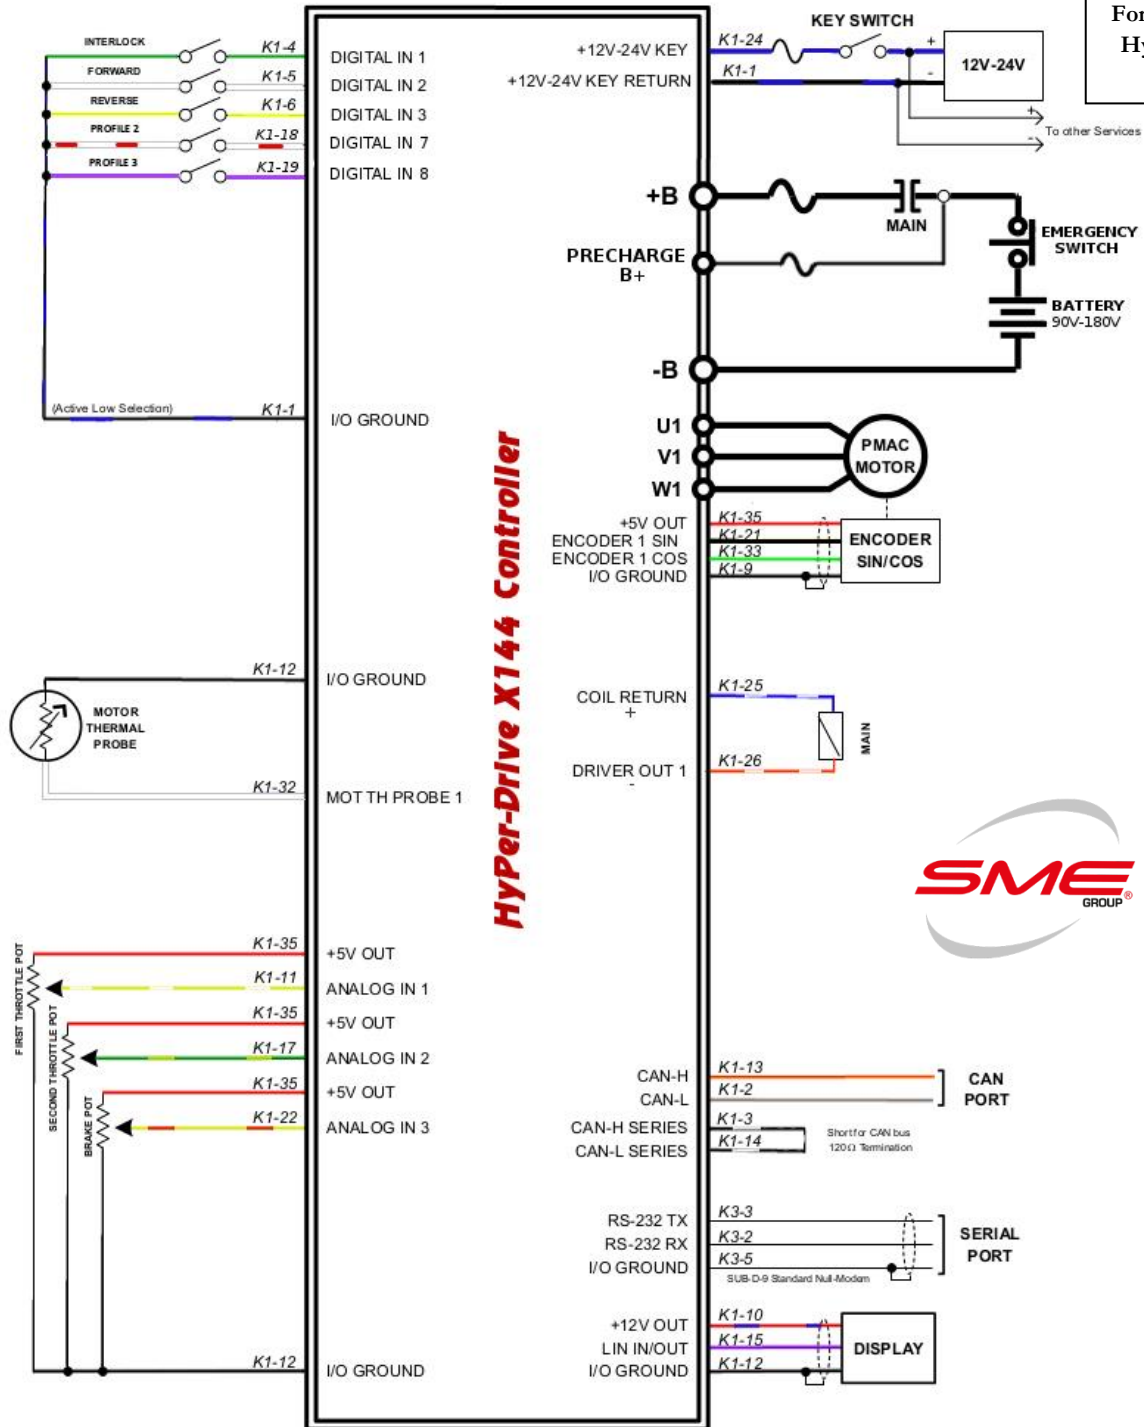 For
Hy
INTERLOCK
K1-4
DIGITAL IN 1
FORWARD
K1-5
DIGITAL IN 2
REVERSE
K1-6
DIGITAL IN 3
PROFILE 2
K1-18
DIGITAL IN 7
PROFILE 3
K1-19
DIGITAL IN 8
(Active Low Selection)
K1-1
I/O GROUND
K1-12
I/O GROUND
MOTOR
THERMAL
PROBE
K1-32
MOT TH PROBE 1
FIRST THROTTLE POT
K1-35
+5V OUT
K1-11
ANALOG IN 1
SECOND THROTTLE POT
K1-35
+5V OUT
K1-17
ANALOG IN 2
BRAKE POT
K1-35
+5V OUT
K1-22
ANALOG IN 3
K1-12
I/O GROUND
HyPer-Drive X144 Controller
KEY SWITCH
+12V-24V KEY
K1-24
+
12V-24V
+12V-24V KEY RETURN
K1-1
-
+
To other Services
-
+B
MAIN
EMERGENCY
SWITCH
PRECHARGE
B+
BATTERY
90V-180V
-B
U1
V1
W1
PMAC
MOTOR
+5V OUT
K1-35
ENCODER 1 SIN
K1-21
ENCODER 1 COS
K1-33
I/O GROUND
K1-9
ENCODER
SIN/COS
COIL RETURN
+
K1-25
MAIN
DRIVER OUT 1
-
K1-26
SME
GROUP®
CAN-H
K1-13
CAN-L
K1-2
CAN
PORT
CAN-H SERIES
K1-3
CAN-L SERIES
K1-14
Short for CAN bus
120Ω Termination
RS-232 TX
K3-3
RS-232 RX
K3-2
I/O GROUND
K3-5
SERIAL
PORT
SUB-D-9 Standard Null-Modem
+12V OUT
K1-10
LIN IN/OUT
K1-15
I/O GROUND
K1-12
DISPLAY